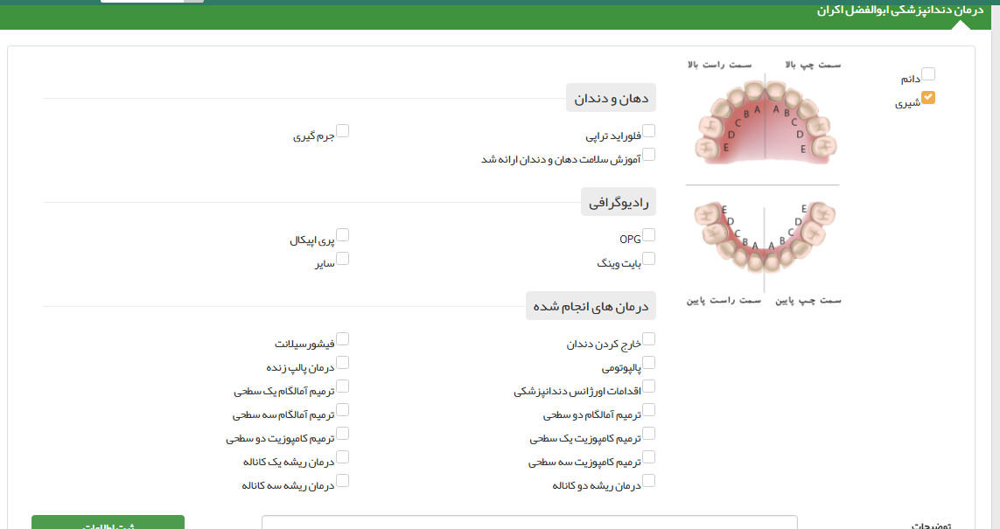 درمان دندانپزشکی ابوالفضل اکران
دائم
شیری
سمت راست بالا
سمت چپ بالا
A A
B B
C C
D D
E E
E E
D D
C C
B B
A A
سمت راست پایین
سمت چپ پایین
دهان و دندان
فلوراید تراپی
جرم گیری
آموزش سلامت دهان و دندان ارائه شد
رادیوگرافی
OPG
پری اپیکال
بایت وینگ
سایر
درمان های انجام شده
خارج کردن دندان
فیشورسیلانت
پالپوتومی
درمان پالپ زنده
اقدامات اورژانس دندانپزشکی
ترمیم آمالگام یک سطحی
ترمیم آمالگام دو سطحی
ترمیم آمالگام سه سطحی
ترمیم کامپوزیت یک سطحی
ترمیم کامپوزیت دو سطحی
ترمیم کامپوزیت سه سطحی
درمان ریشه یک کاناله
درمان ریشه دو کاناله
درمان ریشه سه کاناله
توضیحات
ثبت اطلاعات